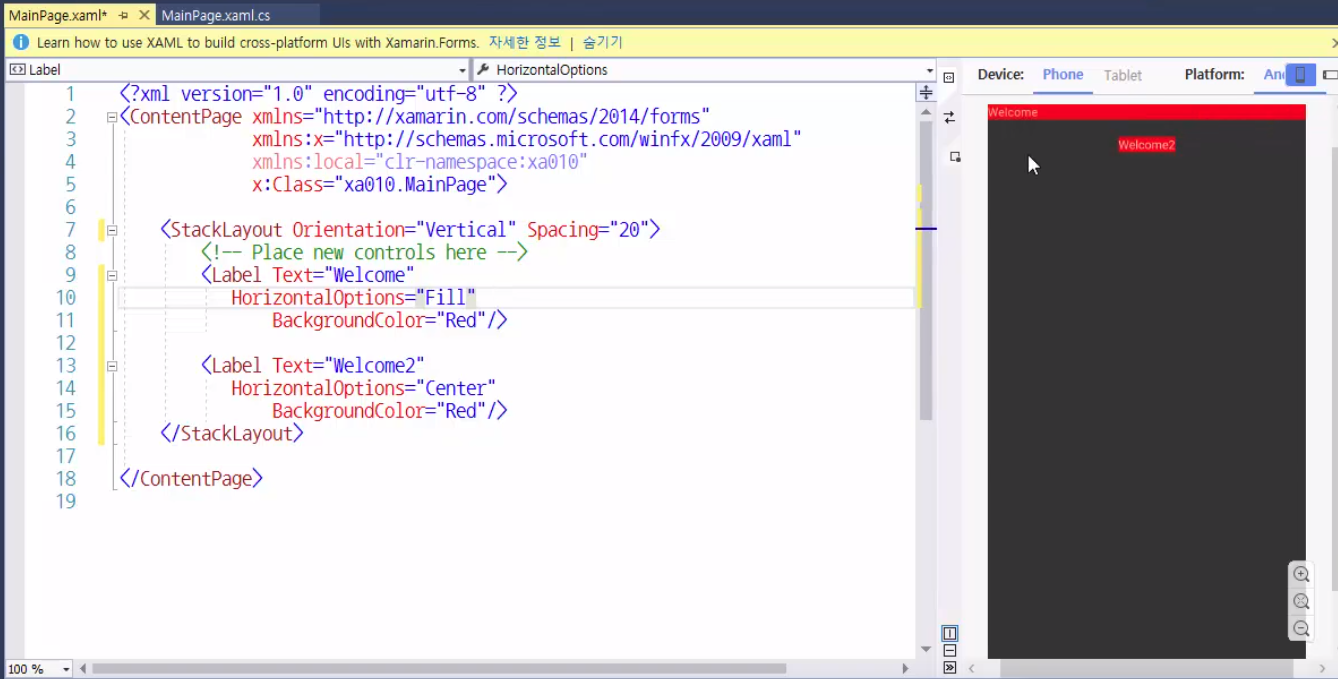 MainPage.xaml* MainPage.xaml.cs
Learn how to use XAML to build cross-platform UIs with Xamarin.Forms. 자세한 정보 | 숨기기
Label HorizontalOptions
Device: Phone Tablet Platform: An
1 <?xml version="1.0" encoding="utf-8" ?>
2 <ContentPage xmlns="http://xamarin.com/schemas/2014/forms"
3 xmlns:x="http://schemas.microsoft.com/winfx/2009/xaml"
4 xmlns:local="clr-namespace:xa010"
5 x:Class="xa010.MainPage">
6
7 <StackLayout Orientation="Vertical" Spacing="20">
8 <!-- Place new controls here -->
9 <Label Text="Welcome"
10 HorizontalOptions="Fill"
11 BackgroundColor="Red"/>
12
13 <Label Text="Welcome2"
14 HorizontalOptions="Center"
15 BackgroundColor="Red"/>
16 </StackLayout>
17
18 </ContentPage>
19
100 %
Welcome
Welcome2